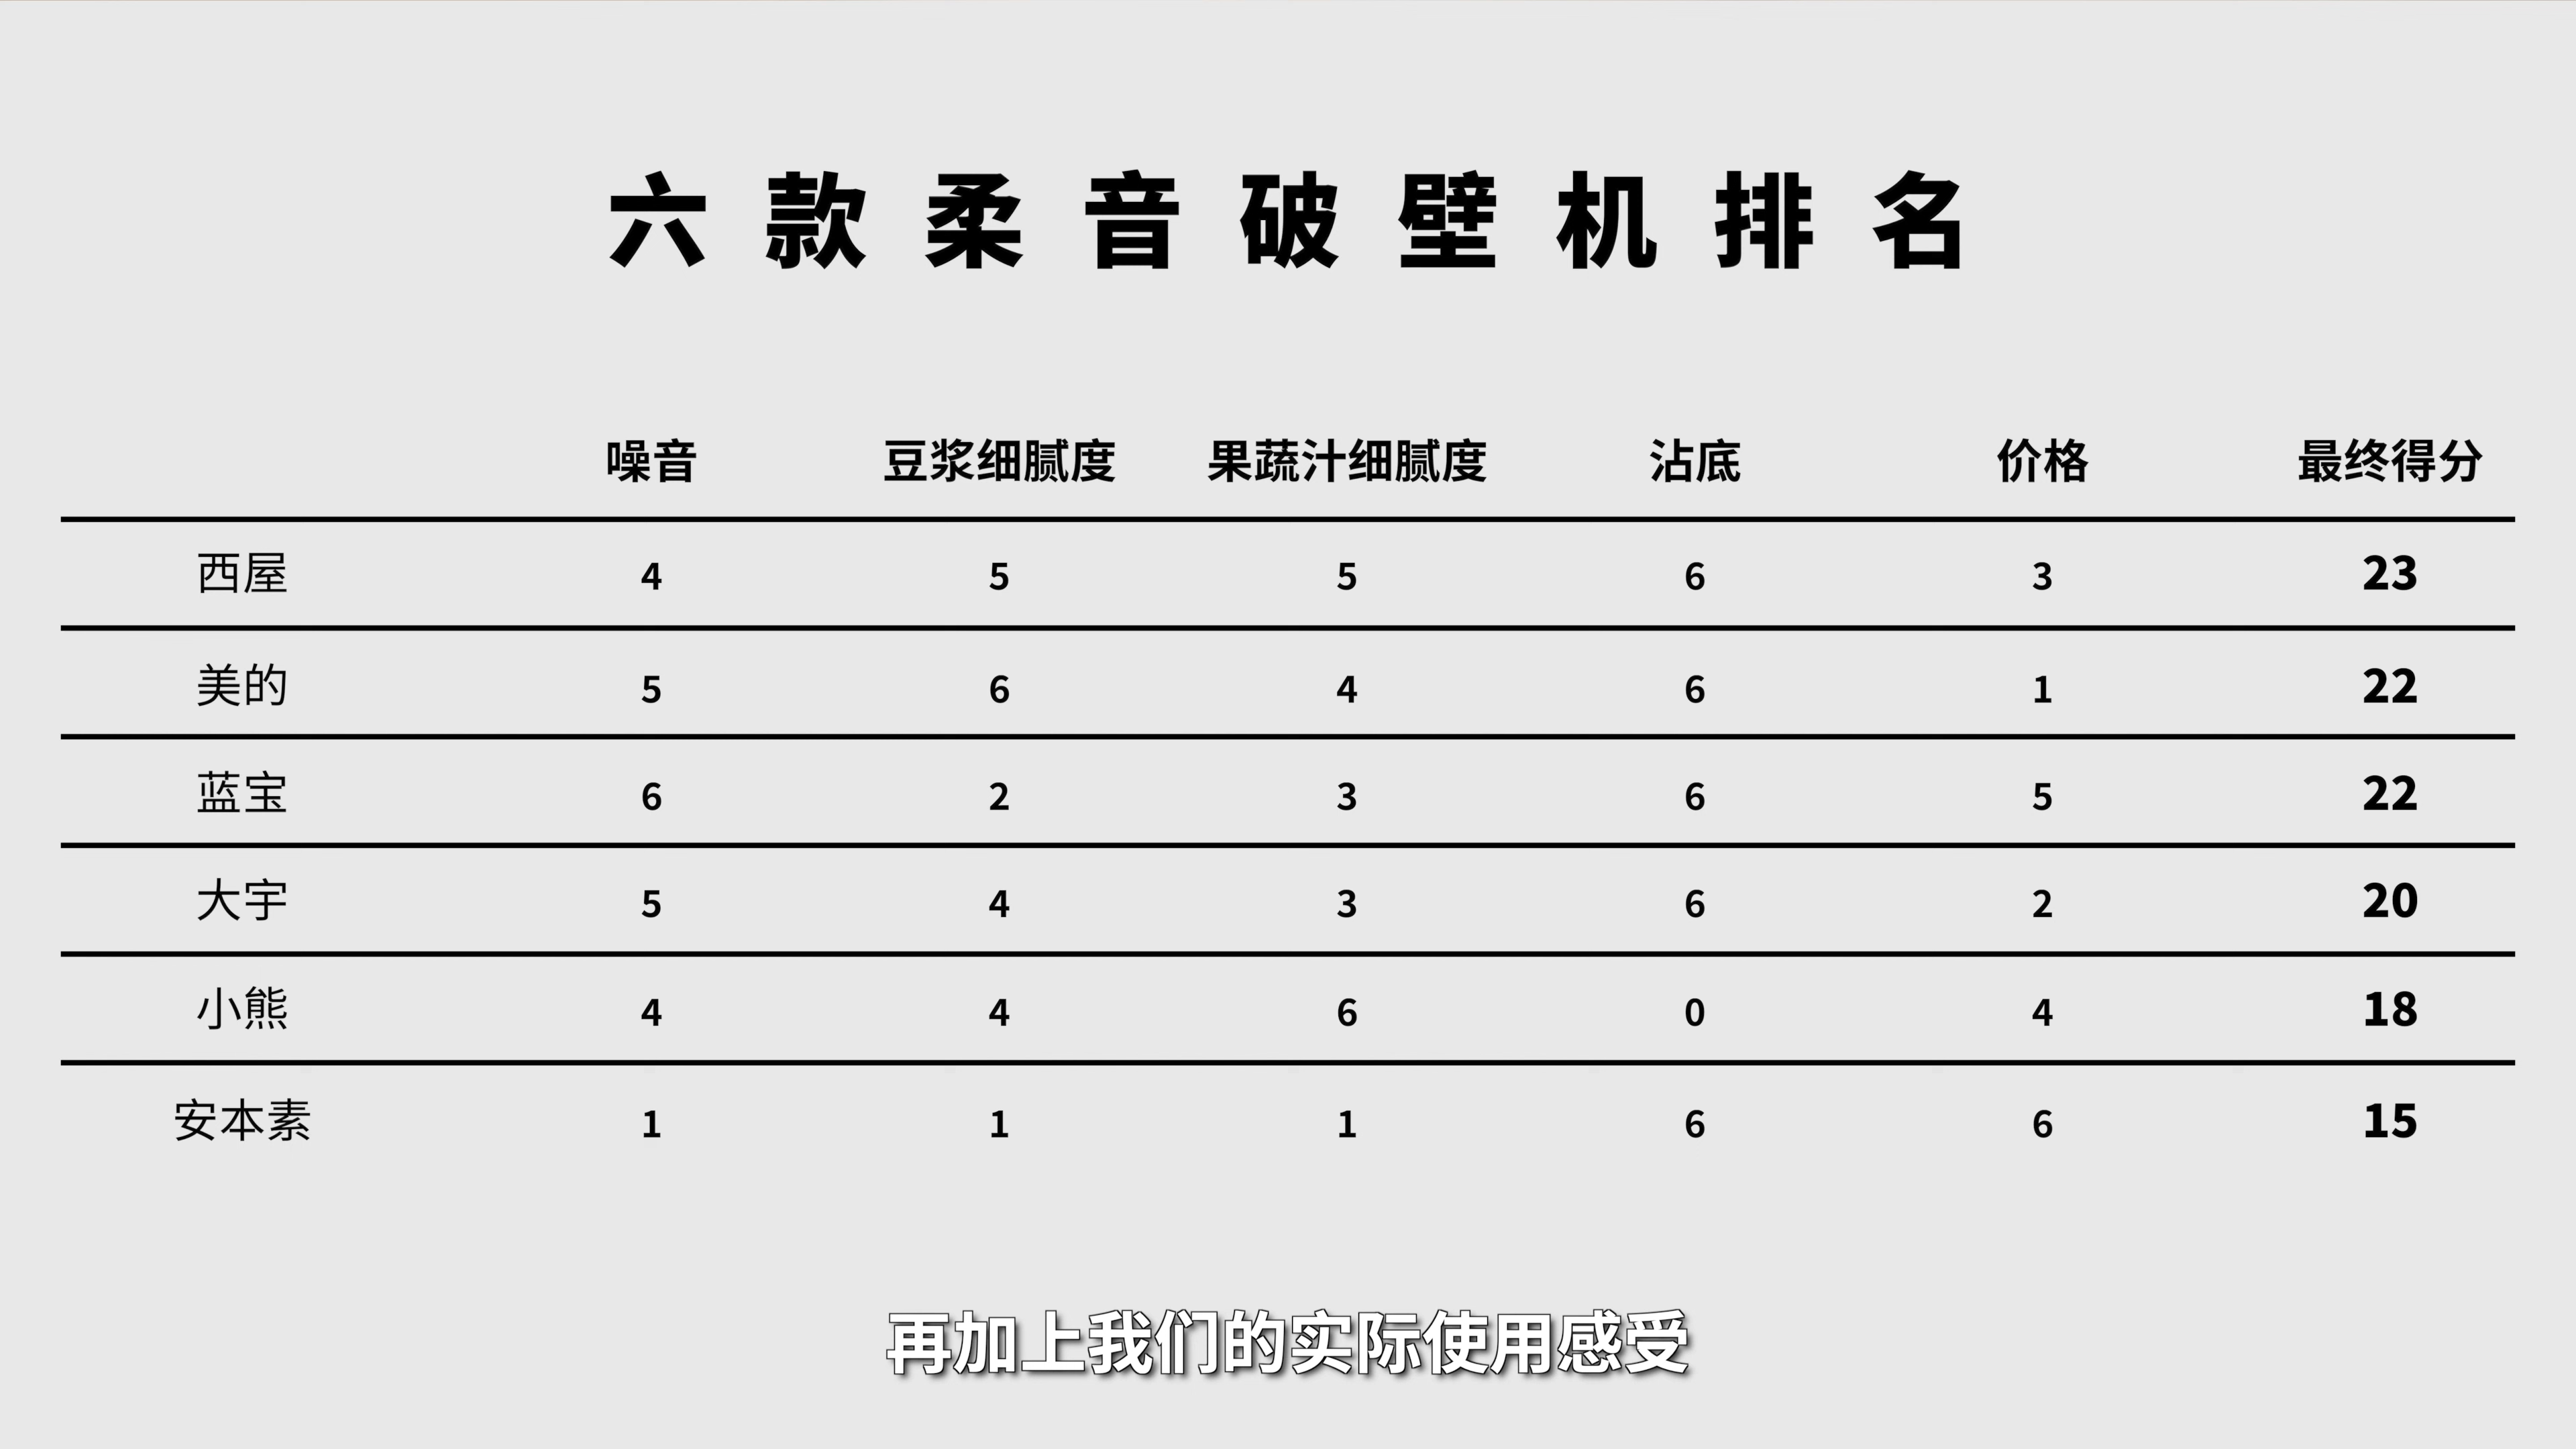 六款柔音破壁机排名
噪音 豆浆细腻度 果蔬汁细腻度 沾底 价格 最终得分
西屋 4 5 5 6 3 23
美的 5 6 4 6 1 22
蓝宝 6 2 3 6 5 22
大宇 5 4 3 6 2 20
小熊 4 4 6 0 4 18
安本素 1 1 1 6 6 15
再加上我们的实际使用感受